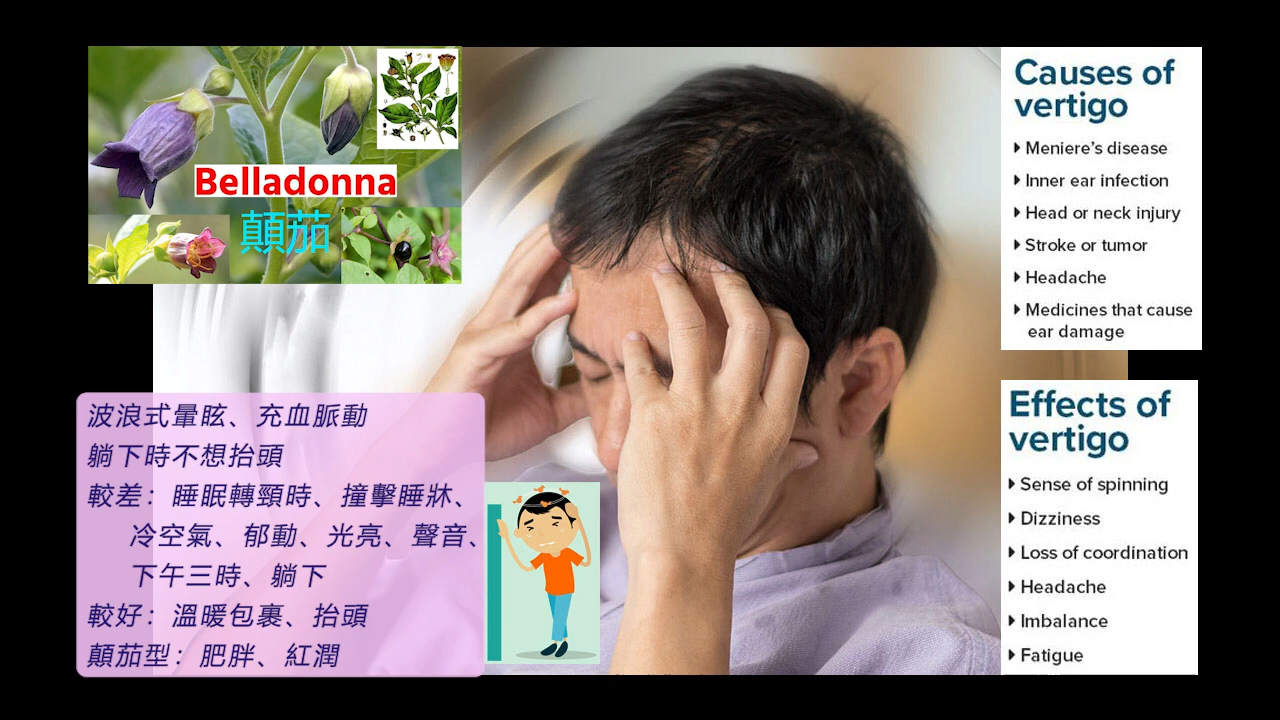 Belladonna
顛茄
波浪式暈眩、充血脈動
躺下時不想抬頭
較差：睡眠轉頸時、撞擊睡牀、
冷空氣、郁動、光亮、聲音、
下午三時、躺下
較好：溫暖包裹、抬頭
顛茄型：肥胖、紅潤
Causes of
vertigo
Meniere's disease
Inner ear infection
Head or neck injury
Stroke or tumor
Headache
Medicines that cause
ear damage
Effects of
vertigo
Sense of spinning
Dizziness
Loss of coordination
Headache
Imbalance
Fatigue